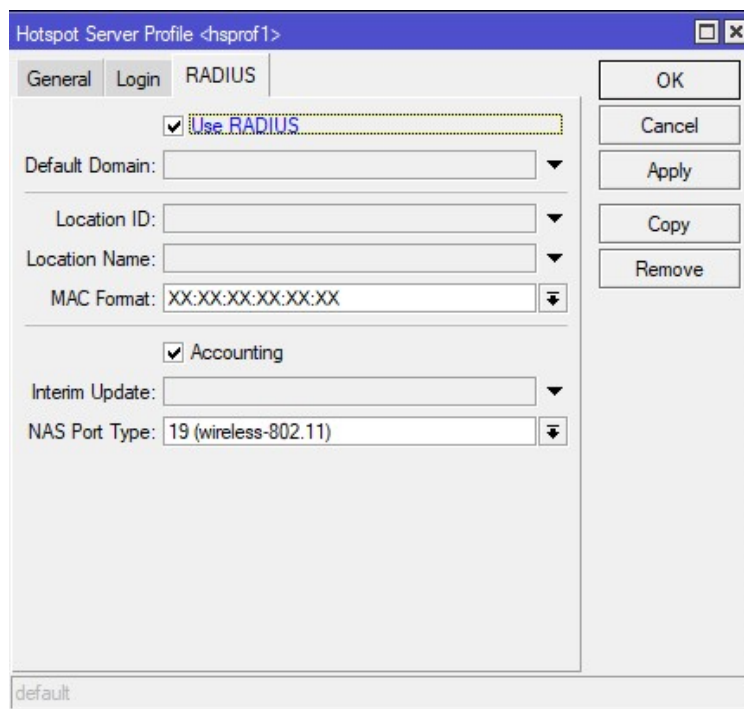 Hotspot Server Profile <hsprof1>
General Login RADIUS
Use RADIUS
Default Domain:
Location ID:
Location Name:
MAC Format: XX:XX:XX:XX:XX:XX
Accounting
Interim Update:
NAS Port Type: 19 (wireless-802.11)
OK
Cancel
Apply
Copy
Remove
default